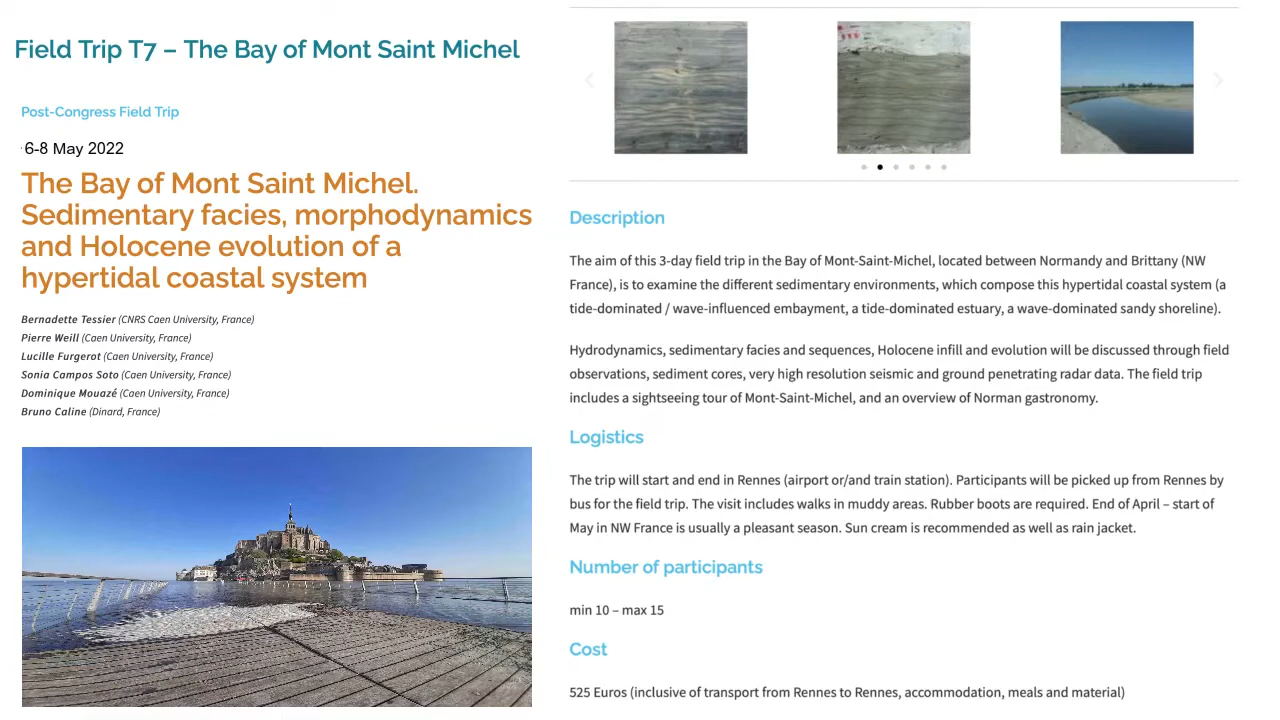 Field Trip T7 – The Bay of Mont Saint Michel
Post-Congress Field Trip
6-8 May 2022
The Bay of Mont Saint Michel.
Sedimentary facies, morphodynamics
and Holocene evolution of a
hypertidal coastal system
Bernadette Tessier (CNRS Caen University, France)
Pierre Weill (Caen University, France)
Lucille Furgerot (Caen University, France)
Sonia Campos Soto (Caen University, France)
Dominique Mouazé (Caen University, France)
Bruno Caline (Dinard, France)
Description
The aim of this 3-day field trip in the Bay of Mont-Saint-Michel, located between Normandy and Brittany (NW
France), is to examine the different sedimentary environments, which compose this hypertidal coastal system (a
tide-dominated / wave-influenced embayment, a tide-dominated estuary, a wave-dominated sandy shoreline).
Hydrodynamics, sedimentary facies and sequences, Holocene infill and evolution will be discussed through field
observations, sediment cores, very high resolution seismic and ground penetrating radar data. The field trip
includes a sightseeing tour of Mont-Saint-Michel, and an overview of Norman gastronomy.
Logistics
The trip will start and end in Rennes (airport or/and train station). Participants will be picked up from Rennes by
bus for the field trip. The visit includes walks in muddy areas. Rubber boots are required. End of April – start of
May in NW France is usually a pleasant season. Sun cream is recommended as well as rain jacket.
Number of participants
min 10 – max 15
Cost
525 Euros (inclusive of transport from Rennes to Rennes, accommodation, meals and material)